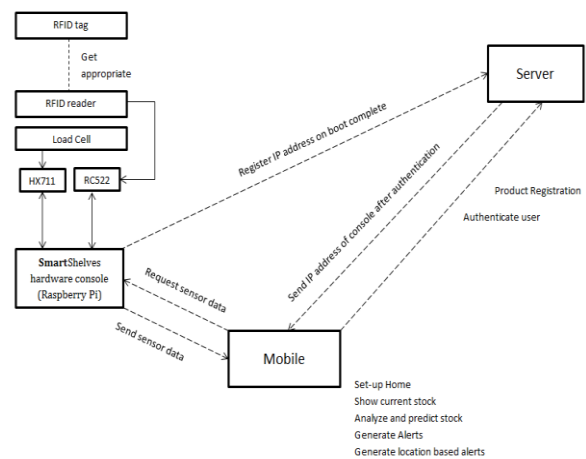 RFID tag
Get
appropriate
RFID reader
Load Cell
HX711
RC522
SmartShelves
hardware console
(Raspberry Pi)
Register IP address on boot complete
Server
Send IP address of console after authentication
Product Registration
Authenticate user
Request sensor data
Send sensor data
Mobile
Set-up Home
Show current stock
Analyze and predict stock
Generate Alerts
Generate location based alerts